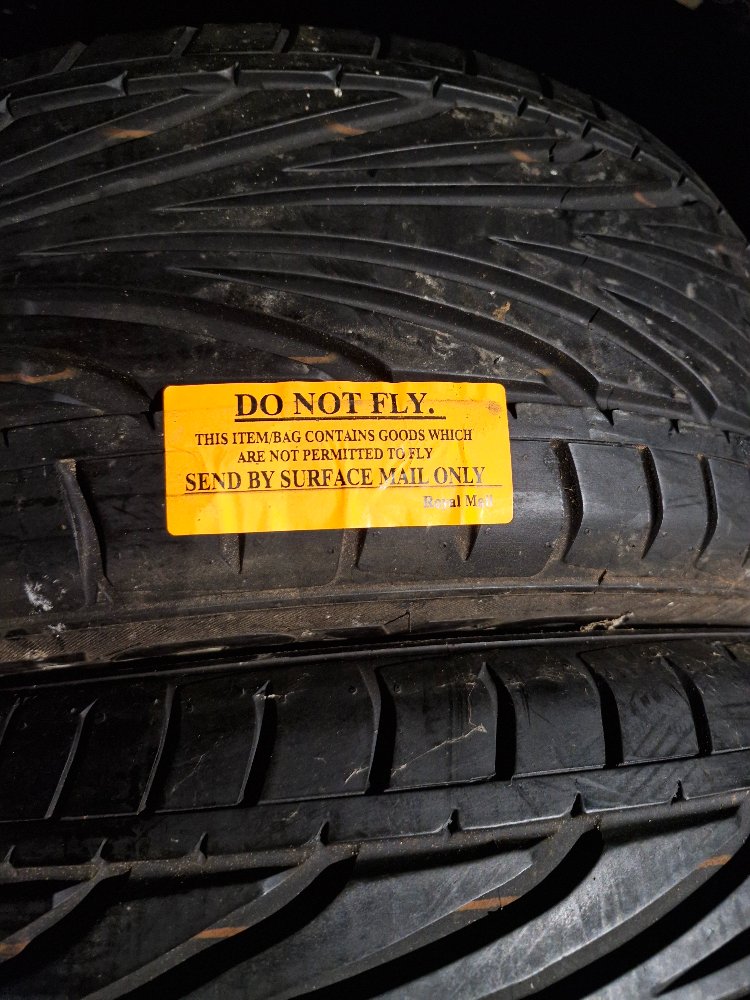 DO NOT FLY.
THIS ITEM/BAG CONTAINS GOODS WHICH
ARE NOT PERMITTED TO FLY
SEND BY SURFACE MAIL ONLY
Royal Mail